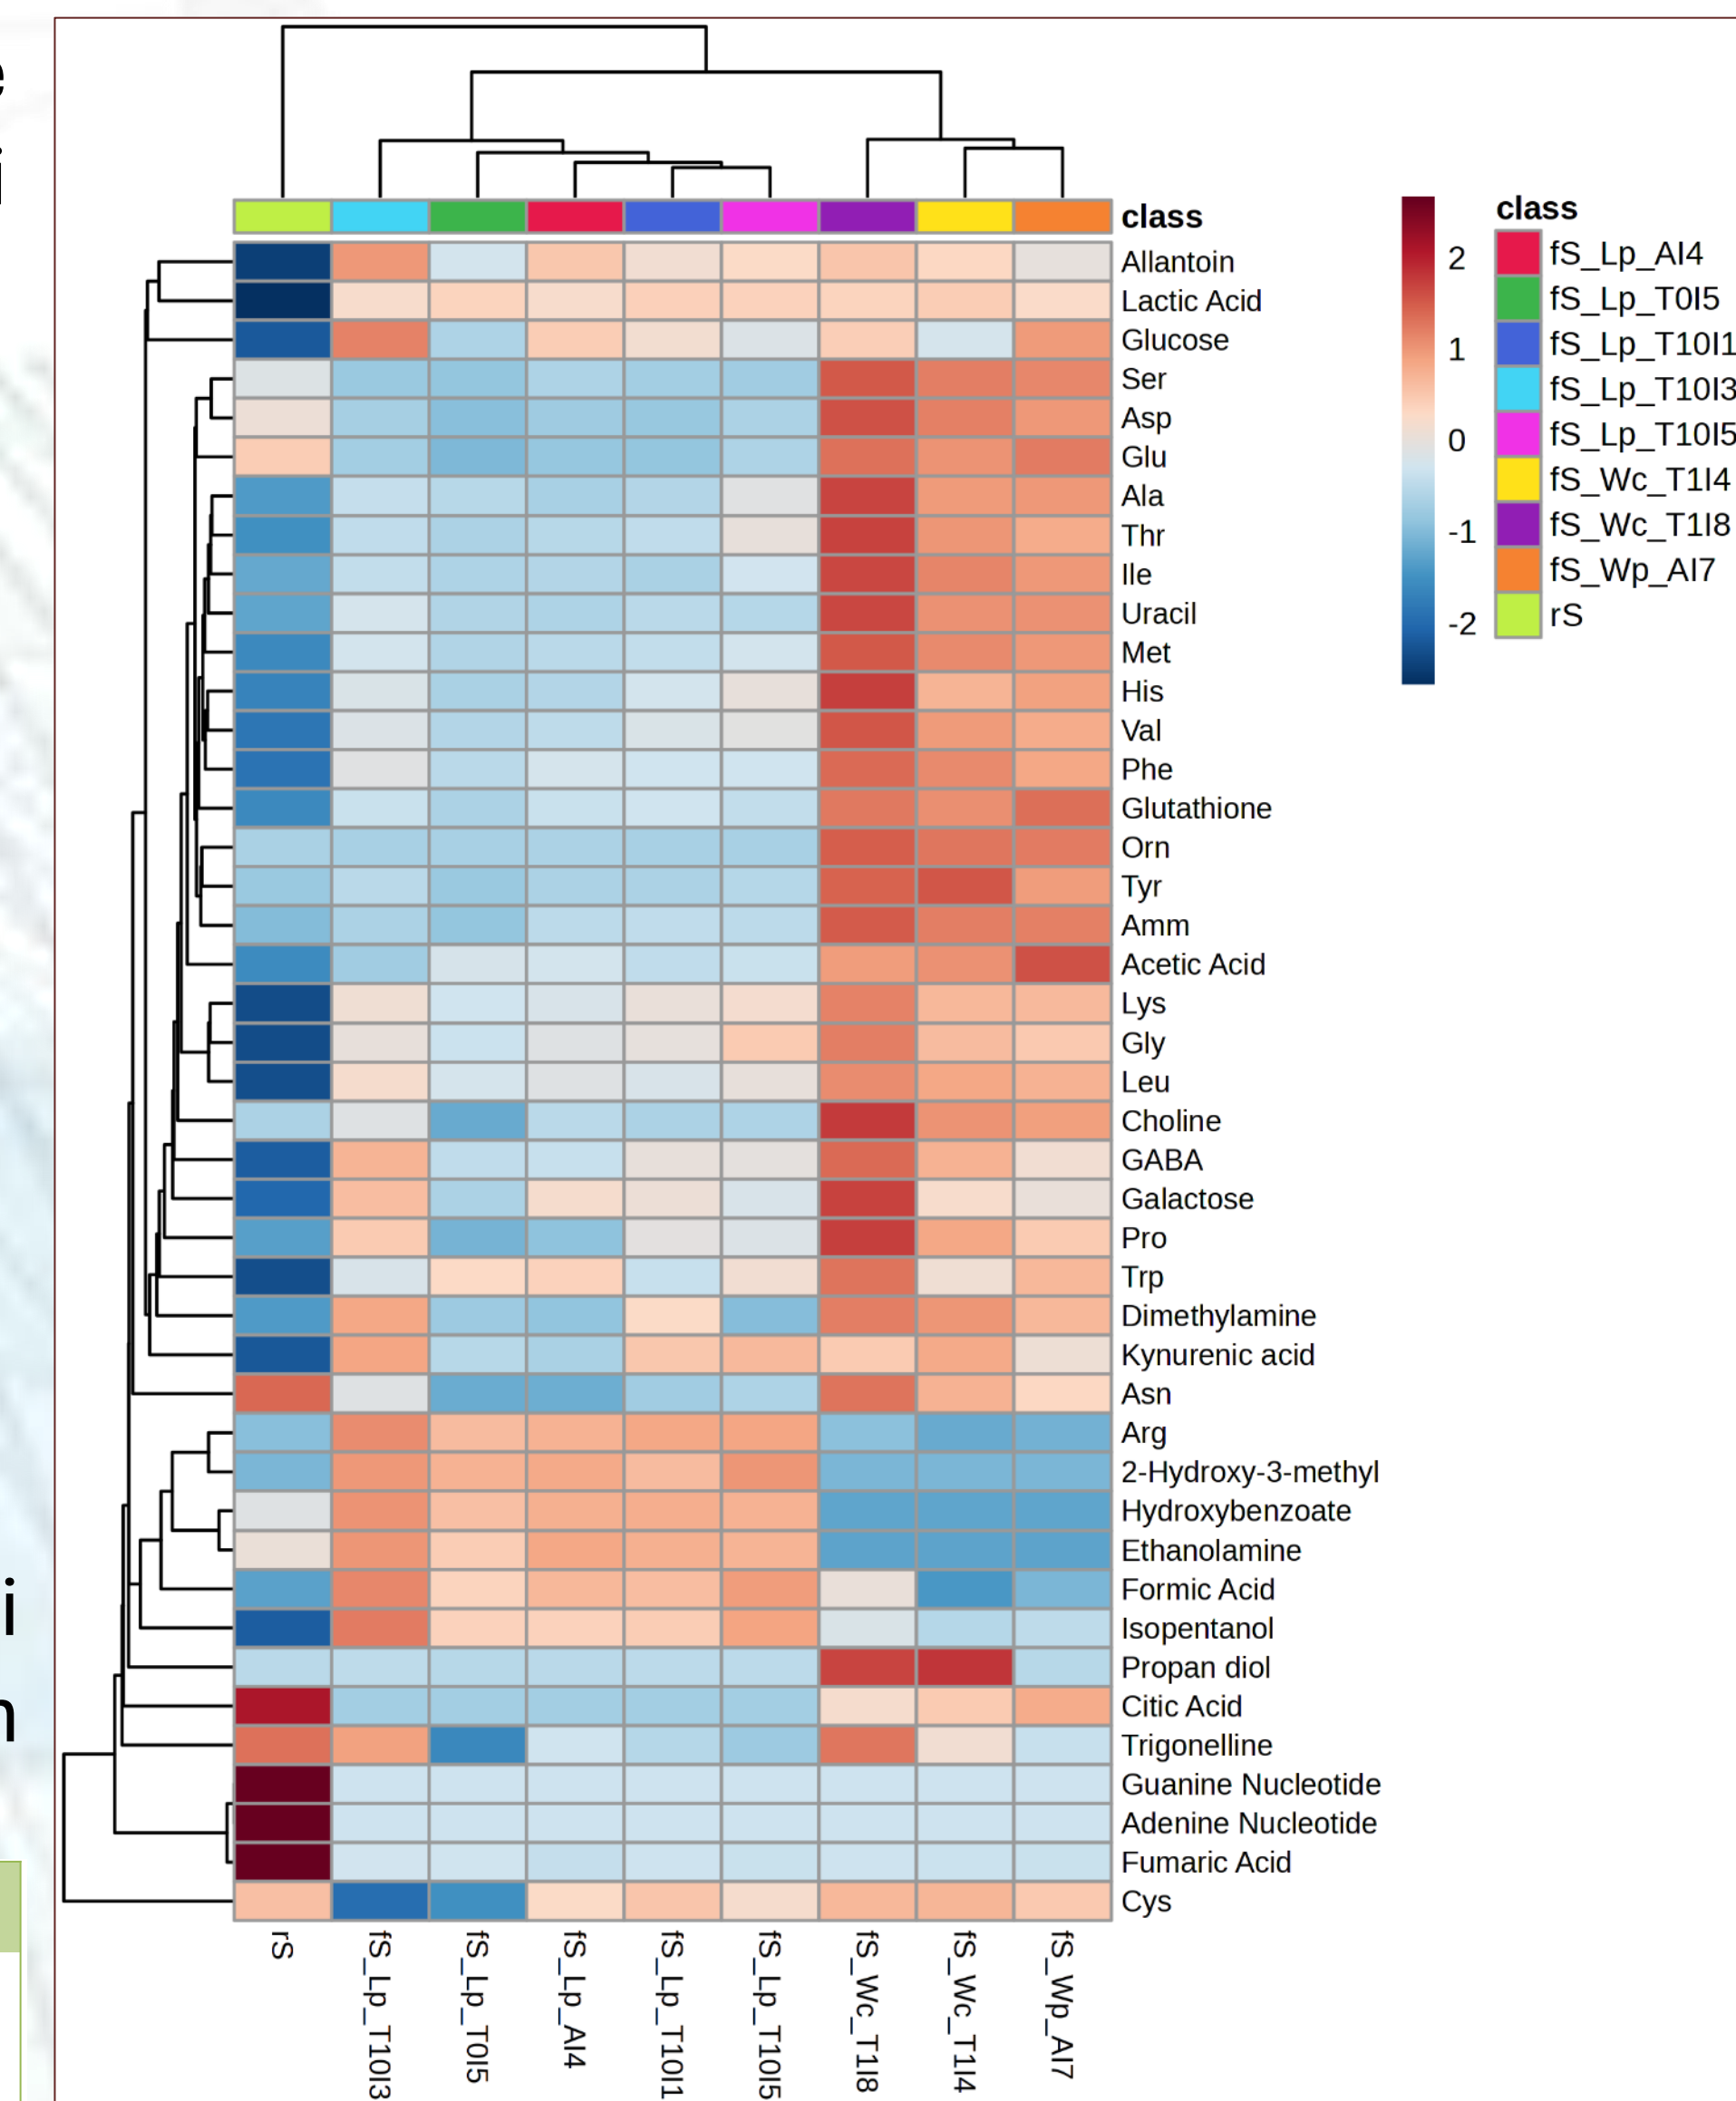 e
i
i
n
class
Allantoin
Lactic Acid
Glucose
Ser
Asp
Glu
Ala
Thr
Ile
Uracil
Met
His
Val
Phe
Glutathione
Orn
Tyr
Amm
Acetic Acid
Lys
Gly
Leu
Choline
GABA
Galactose
Pro
Trp
Dimethylamine
Kynurenic acid
Asn
Arg
2-Hydroxy-3-methyl
Hydroxybenzoate
Ethanolamine
Formic Acid
Isopentanol
Propan diol
Citic Acid
Trigonelline
Guanine Nucleotide
Adenine Nucleotide
Fumaric Acid
Cys
rS
fS_Lp_T10I3
fS_Lp_T0I5
fS_Lp_AI4
fS_Lp_T10I1
fS_Lp_T10I5
fS_Wc_T1I8
fS_Wc_T1I4
fS_Wp_AI7
2
1
0
-1
-2
class
fS_Lp_AI4
fS_Lp_T0I5
fS_Lp_T10I1
fS_Lp_T10I3
fS_Lp_T10I5
fS_Wc_T1I4
fS_Wc_T1I8
fS_Wp_AI7
rS